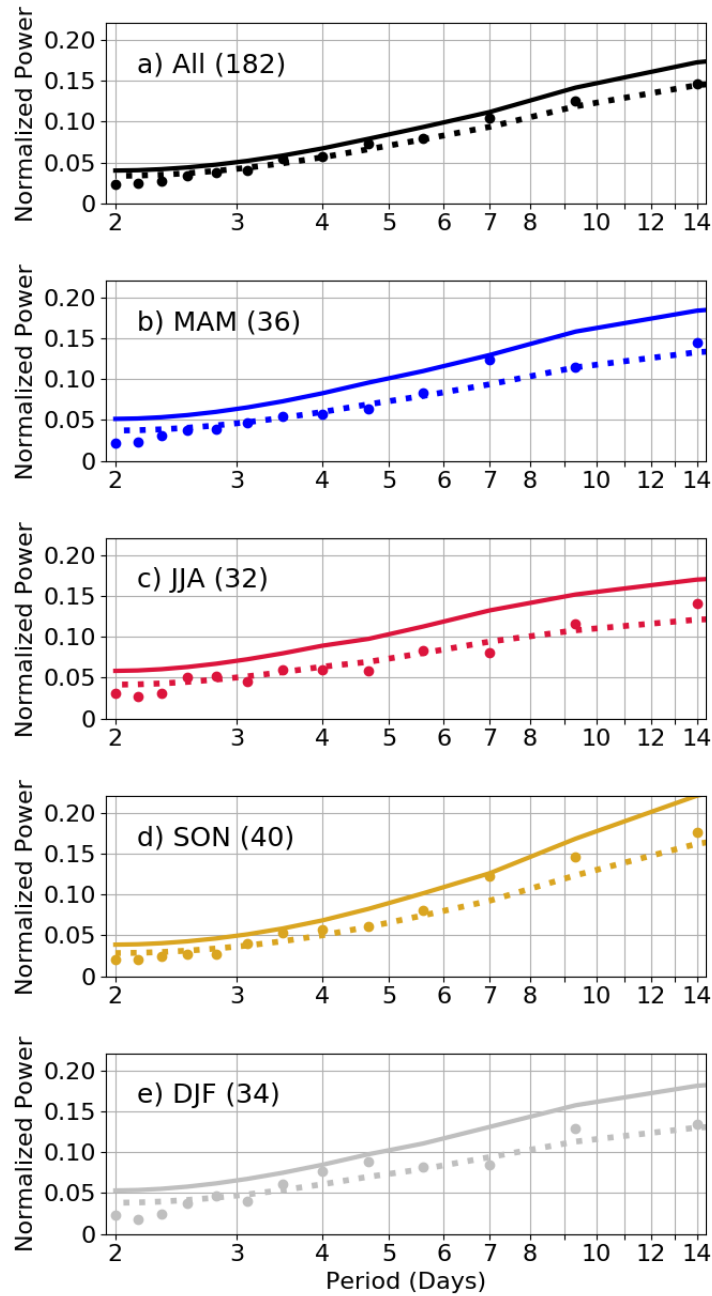 Normalized Power
0.20
0.15
0.10
0.05
0
a) All (182)
2 3 4 5 6 7 8 10 12 14
Normalized Power
0.20
0.15
0.10
0.05
0
b) MAM (36)
2 3 4 5 6 7 8 10 12 14
Normalized Power
0.20
0.15
0.10
0.05
0
c) JJA (32)
2 3 4 5 6 7 8 10 12 14
Normalized Power
0.20
0.15
0.10
0.05
0
d) SON (40)
2 3 4 5 6 7 8 10 12 14
Normalized Power
0.20
0.15
0.10
0.05
0
e) DJF (34)
2 3 4 5 6 7 8 10 12 14
Period (Days)